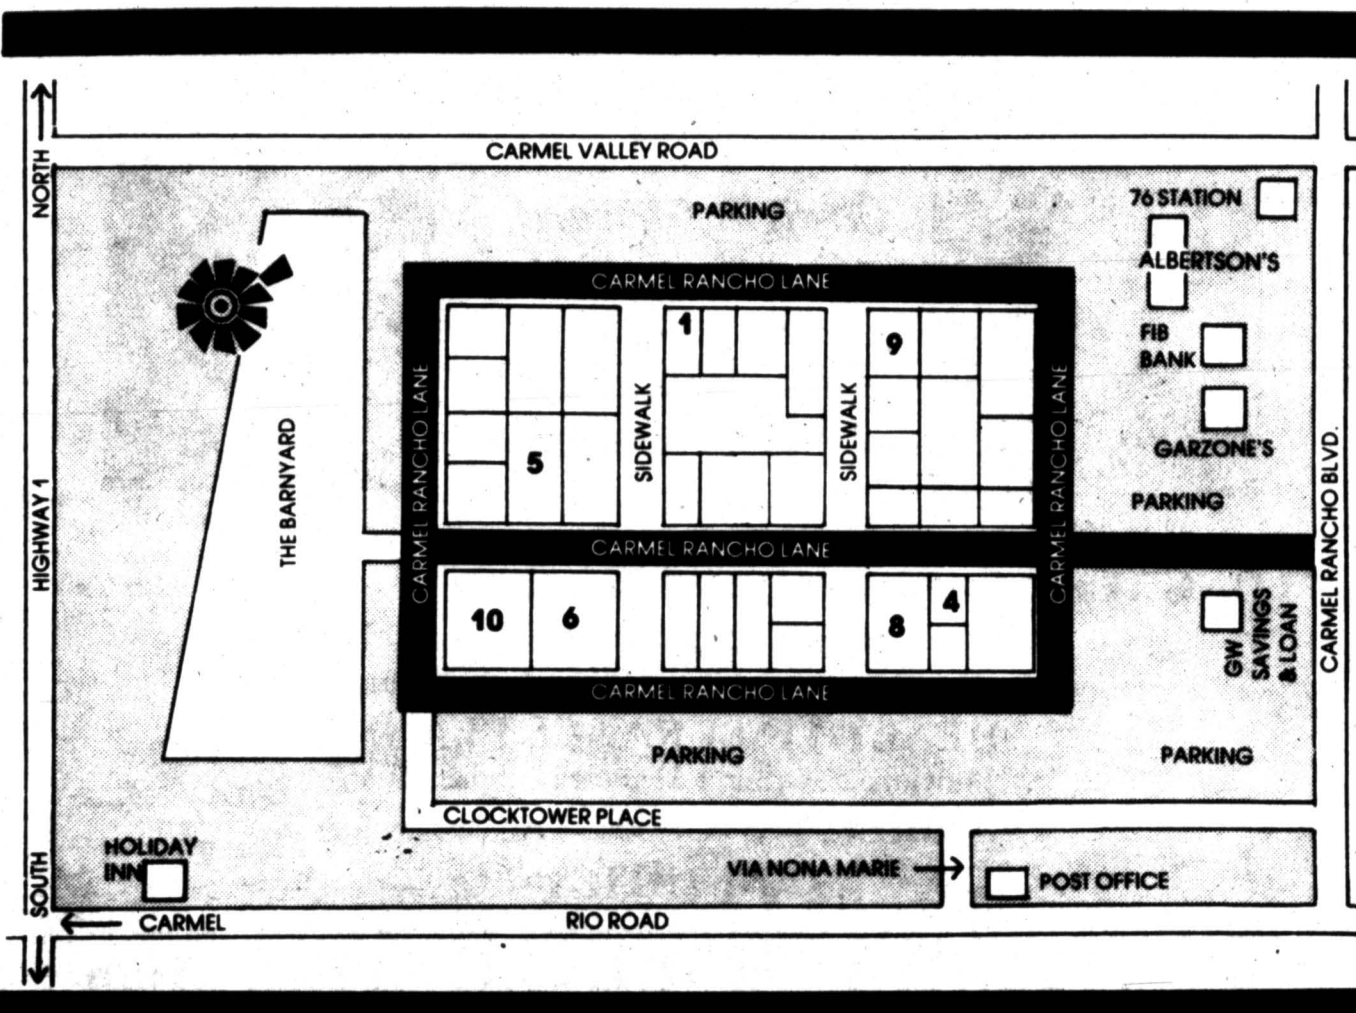 CARMEL VALLEY ROAD
NORTH
HIGHWAY 1
SOUTH
PARKING
76 STATION
ALBERTSON'S
FIB
BANK
GARZONE'S
PARKING
CARMEL RANCHO BLVD.
THE BARNYARD
CARMEL RANCHO LANE
CARMEL RANCHO LANE
1
9
SIDEWALK
SIDEWALK
5
CARMEL RANCHO LANE
CARMEL RANCHO LANE
10
6
8
4
GW
SAVINGS
& LOAN
CARMEL RANCHO LANE
PARKING
PARKING
CLOCKTOWER PLACE
HOLIDAY
INN
VIA NONA MARIE
POST OFFICE
CARMEL
RIO ROAD